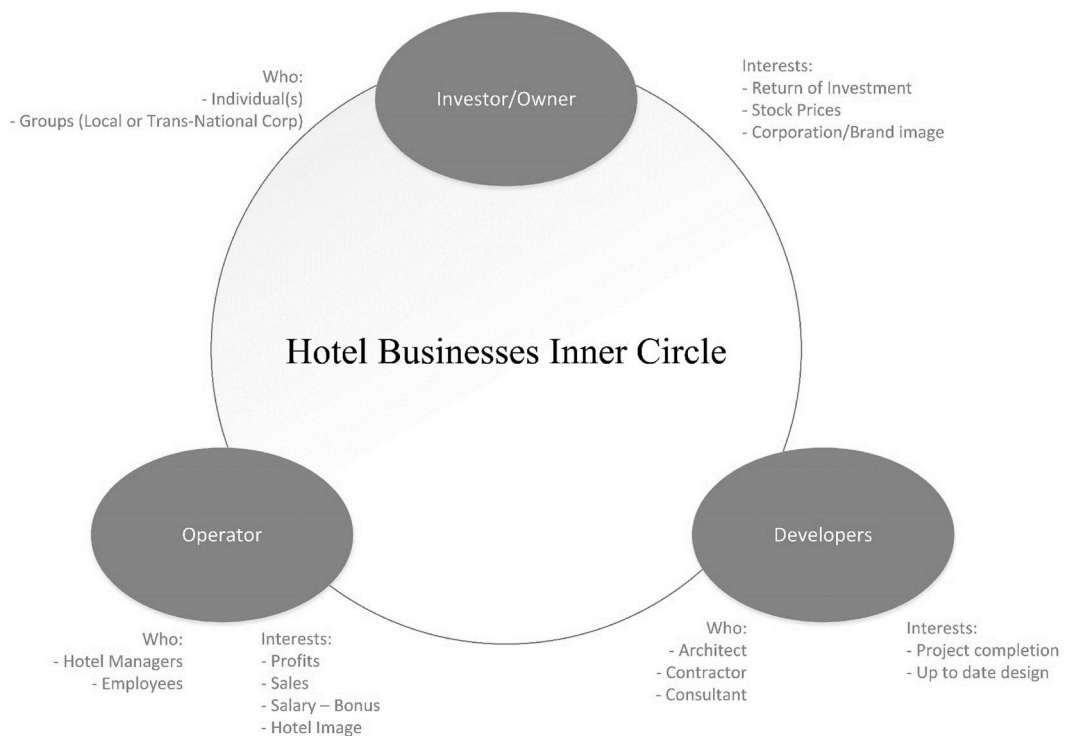 Investor/Owner
Who:
- Individual(s)
- Groups (Local or Trans-National Corp)
Interests:
- Return of Investment
- Stock Prices
- Corporation/Brand image
Hotel Businesses Inner Circle
Operator
Who:
- Hotel Managers
- Employees
Interests:
- Profits
- Sales
- Salary – Bonus
- Hotel Image
Developers
Who:
- Architect
- Contractor
- Consultant
Interests:
- Project completion
- Up to date design